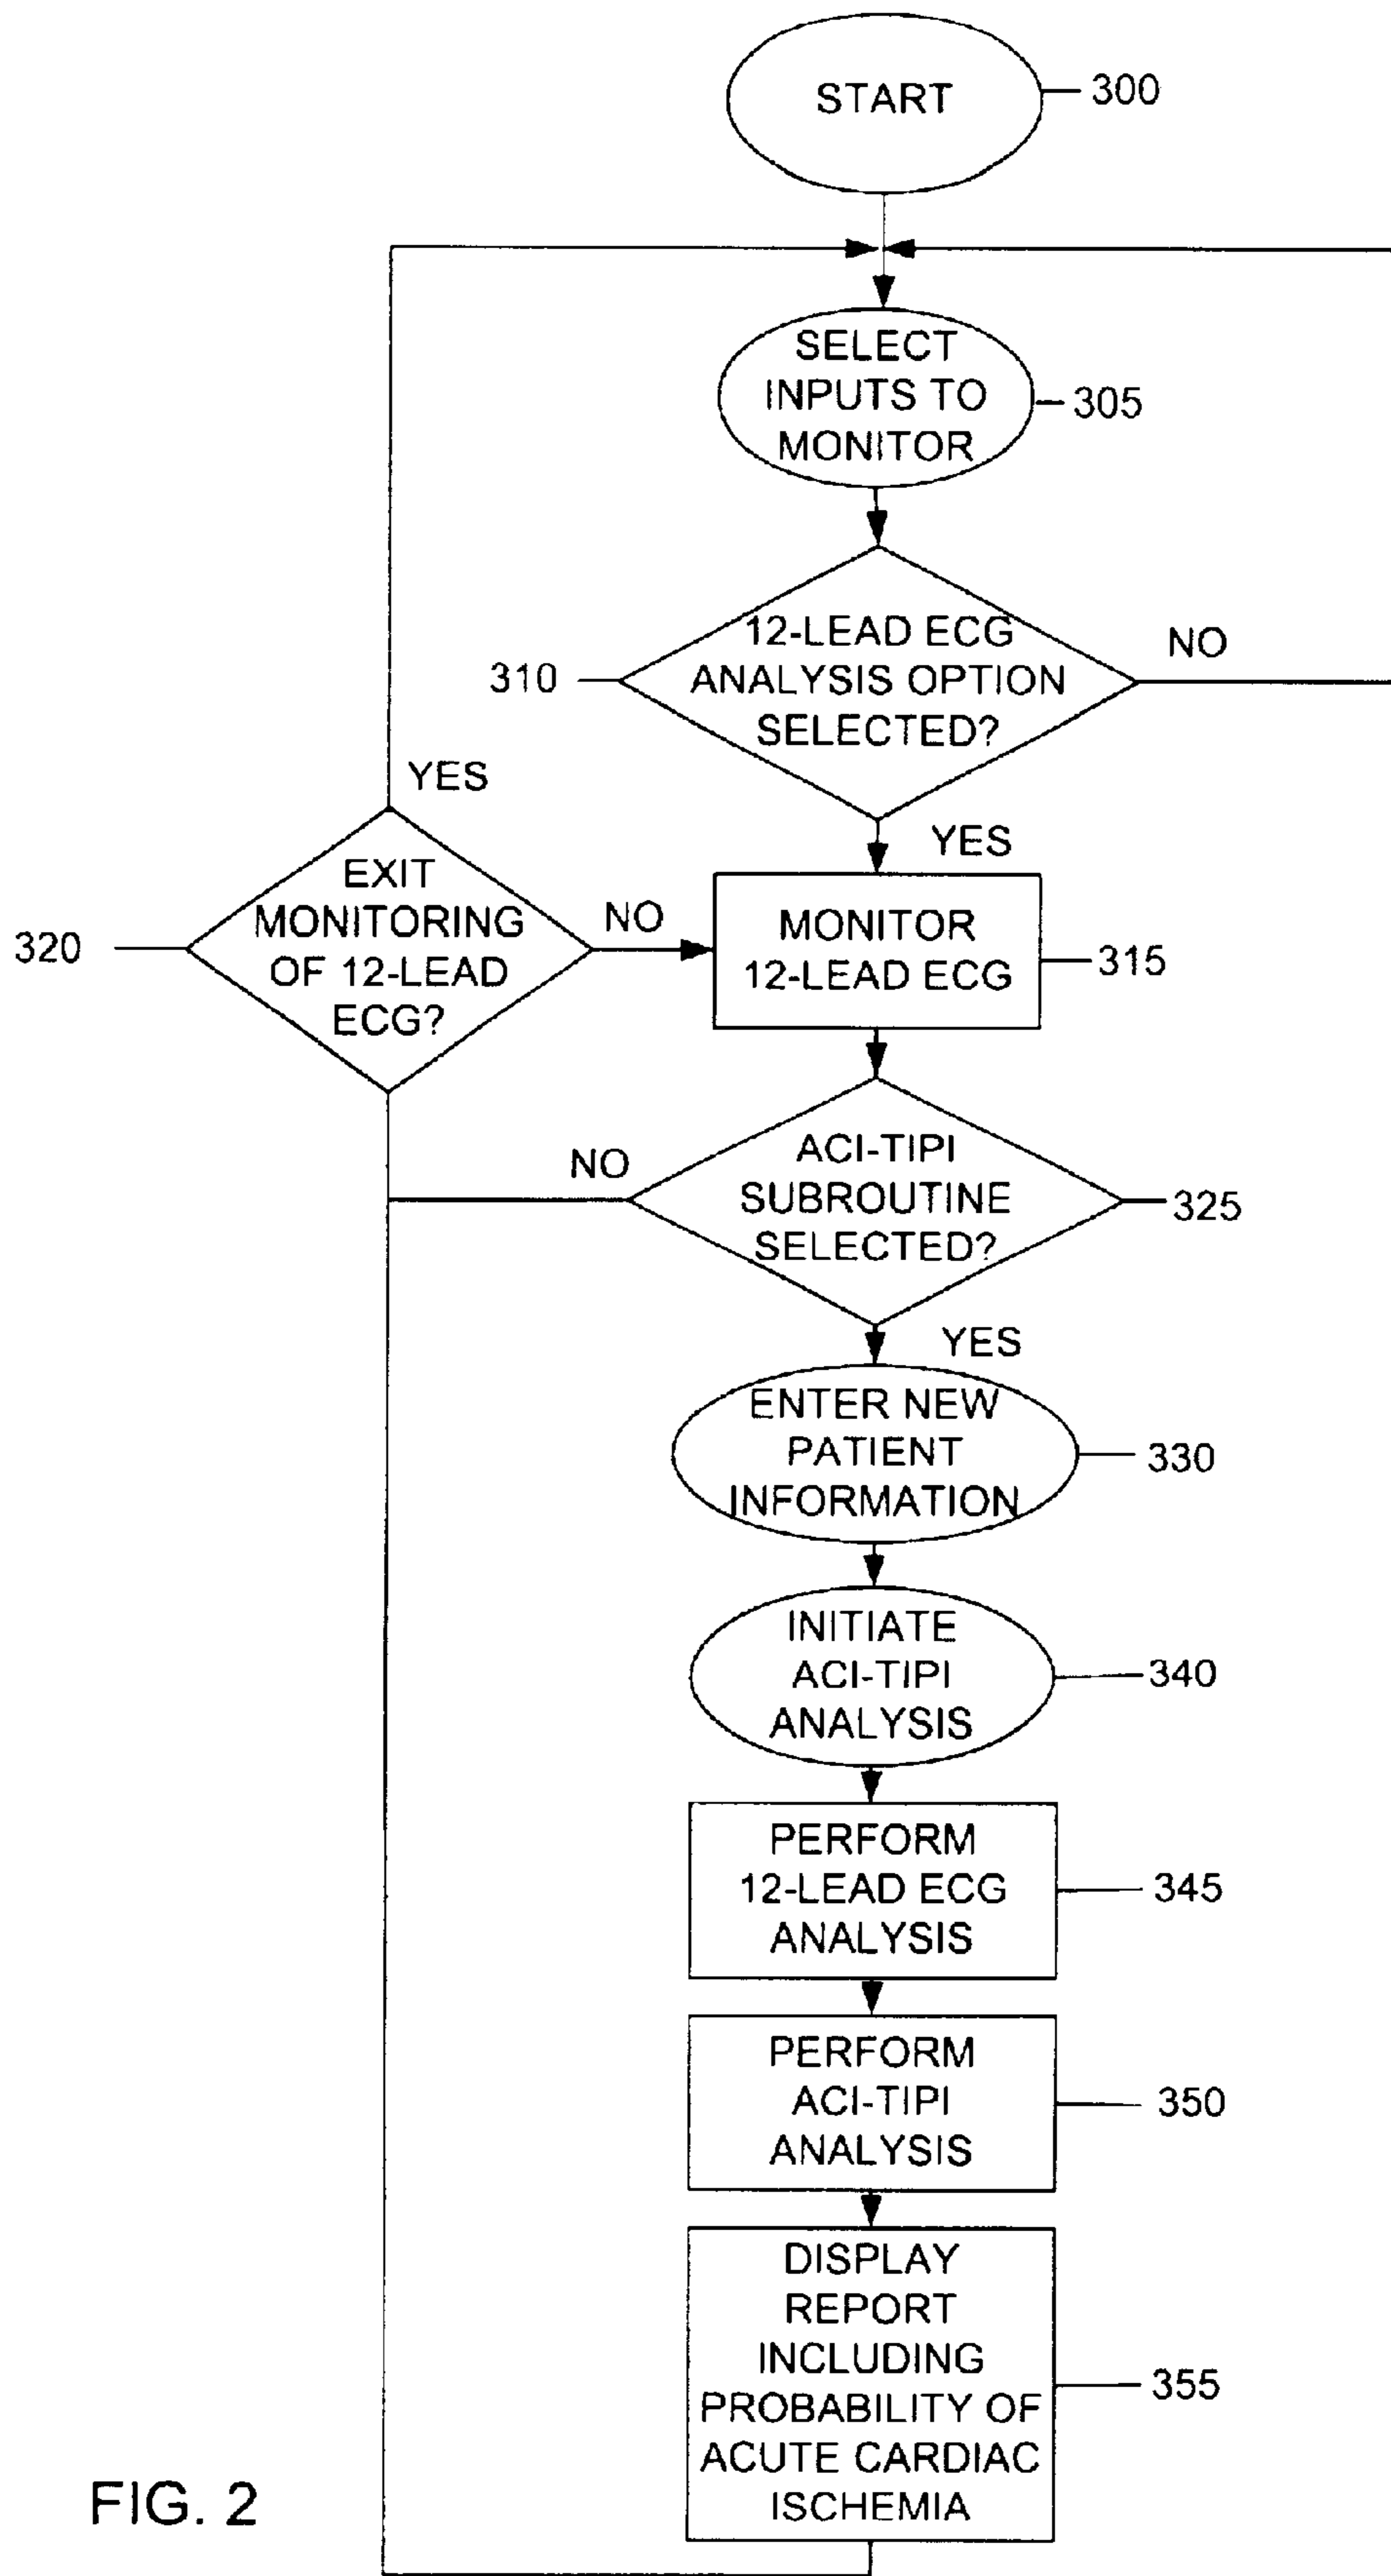 START
300
SELECT
INPUTS TO
MONITOR
305
12-LEAD ECG
ANALYSIS OPTION
SELECTED?
310
NO
YES
YES
EXIT
MONITORING
OF 12-LEAD
ECG?
320
NO
MONITOR
12-LEAD ECG
315
ACI-TIPI
SUBROUTINE
SELECTED?
NO
325
YES
ENTER NEW
PATIENT
INFORMATION
330
INITIATE
ACI-TIPI
ANALYSIS
340
PERFORM
12-LEAD ECG
ANALYSIS
345
PERFORM
ACI-TIPI
ANALYSIS
350
DISPLAY
REPORT
INCLUDING
PROBABILITY OF
ACUTE CARDIAC
ISCHEMIA
355
FIG. 2